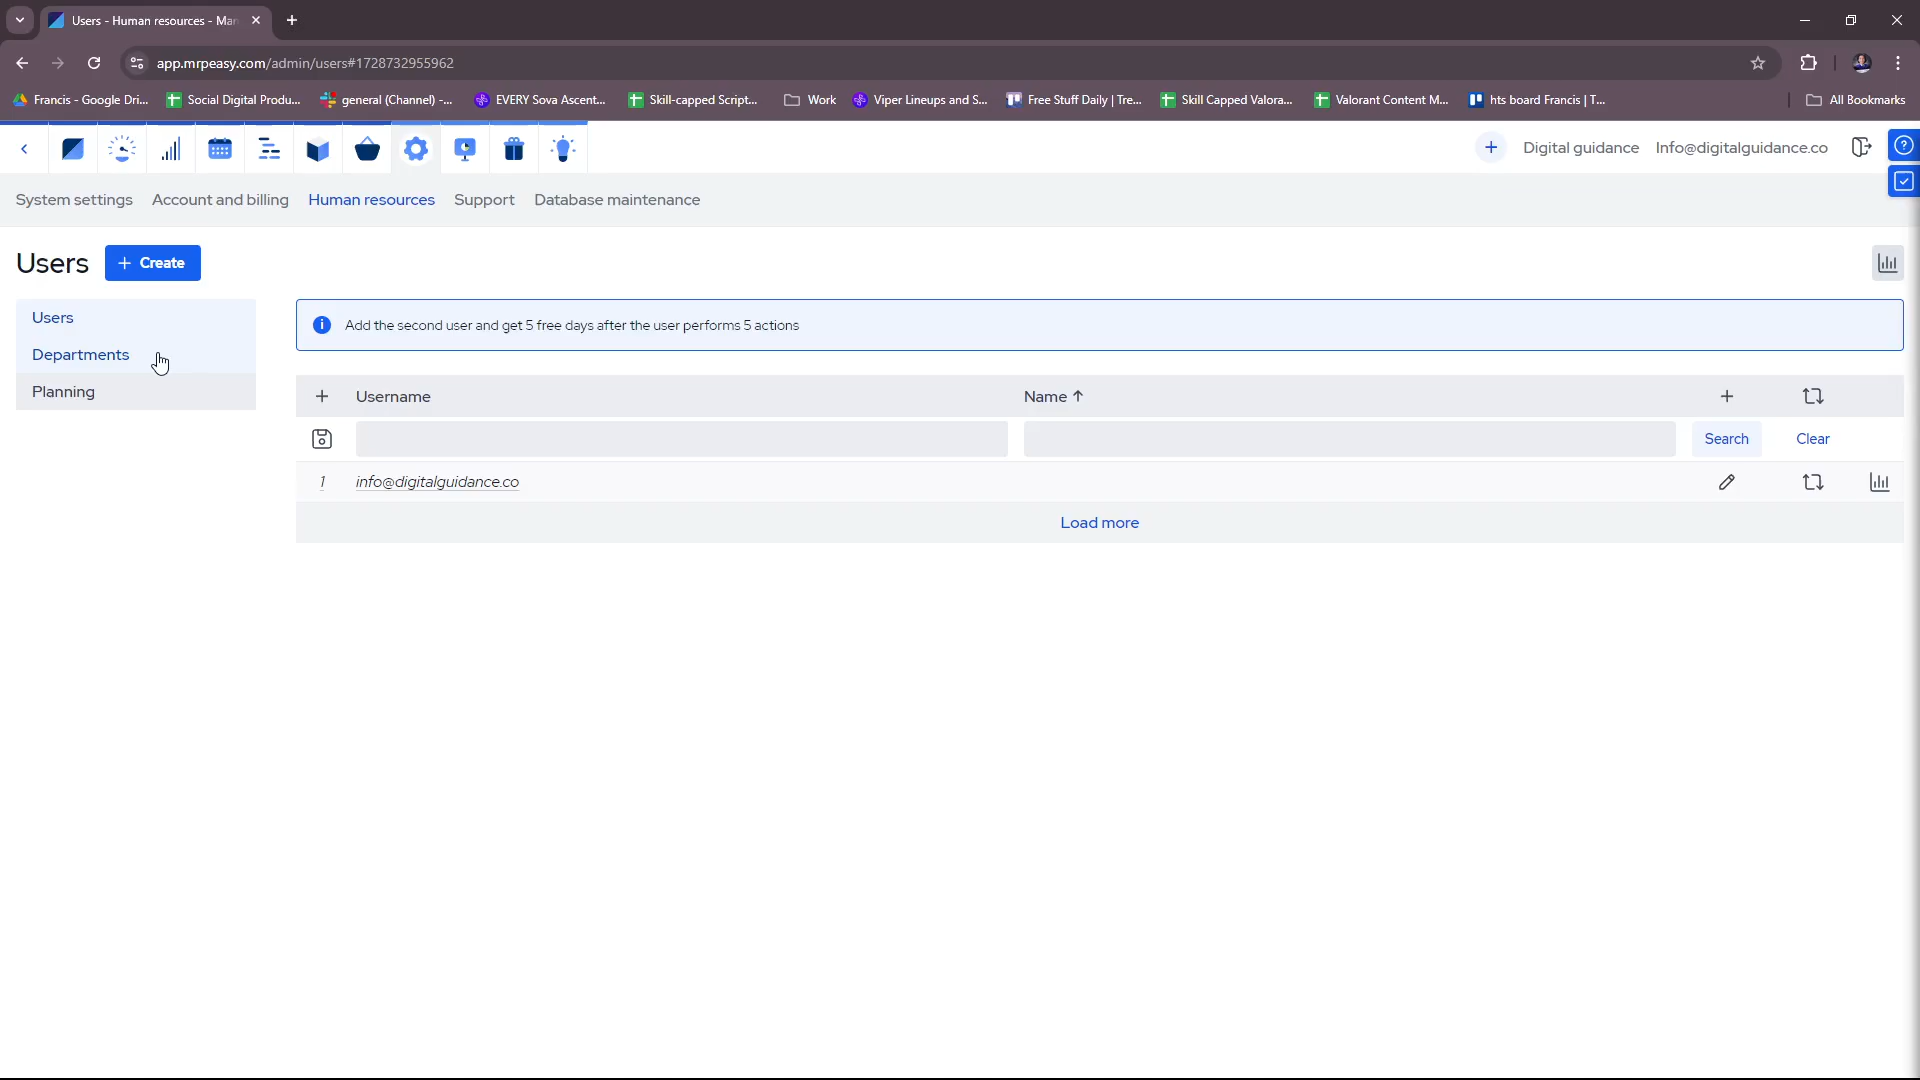 Users - Human resources - Man
app.mrpeasy.com/admin/users#1728732955962
Francis - Google Dri...
Social Digital Produ...
general (Channel) -...
EVERY Sova Ascent...
Skill-capped Script...
Work
Viper Lineups and S...
Free Stuff Daily | Tre...
Skill Capped Valora...
Valorant Content M...
hts board Francis | T...
All Bookmarks
Digital guidance
Info@digitalguidance.co
System settings
Account and billing
Human resources
Support
Database maintenance
Users
+ Create
Users
Departments
Planning
Add the second user and get 5 free days after the user performs 5 actions
+ Username
Name ↑
+
Search
Clear
1 info@digitalguidance.co
Load more